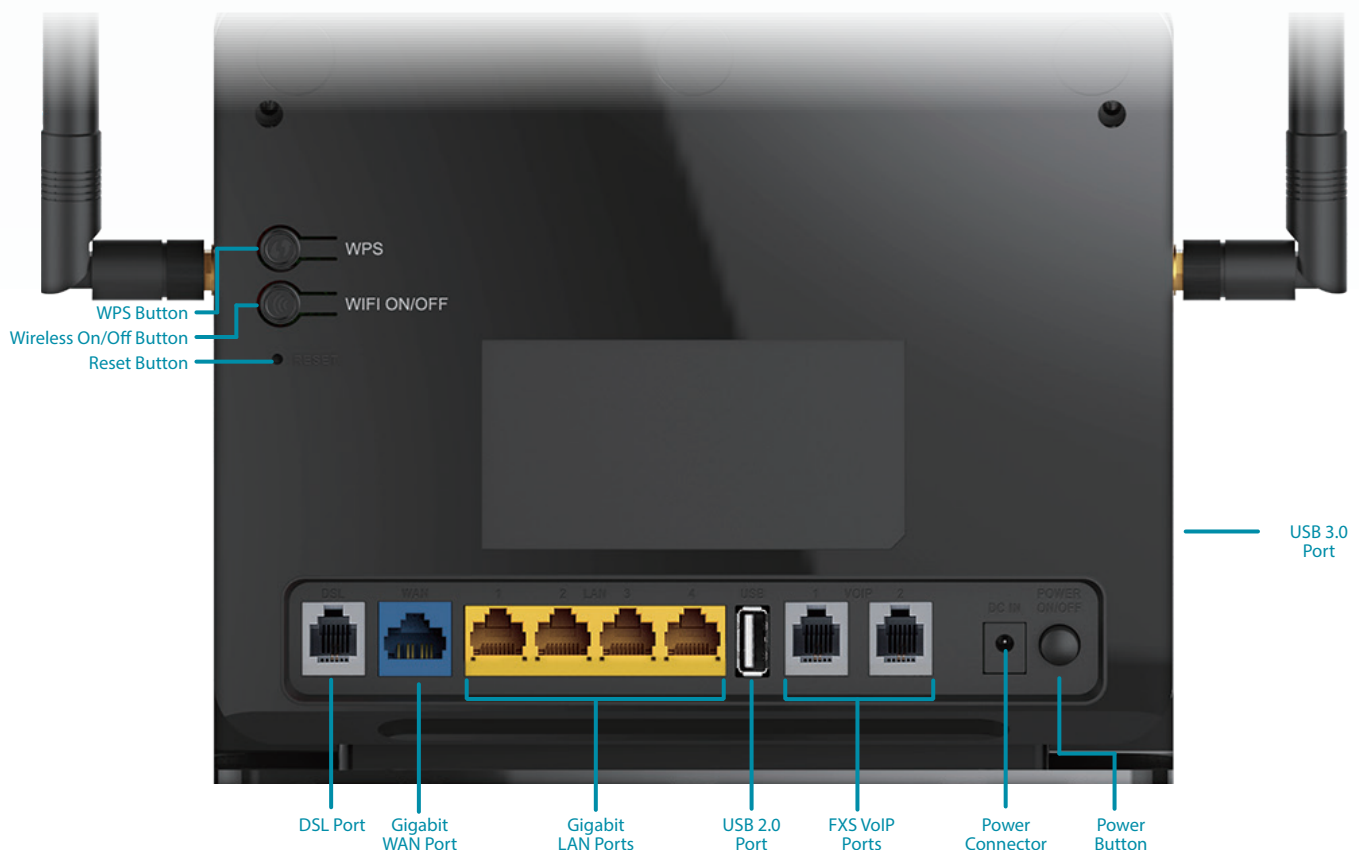 WPS
WIFI ON/OFF
RESET
WPS Button
Wireless On/Off Button
Reset Button
USB 3.0
Port
DSL
WAN
1
2
LAN
3
4
USB
1
VOIP
2
DC IN
POWER
ON/OFF
DSL Port
Gigabit
WAN Port
Gigabit
LAN Ports
USB 2.0
Port
FXS VoIP
Ports
Power
Connector
Power
Button